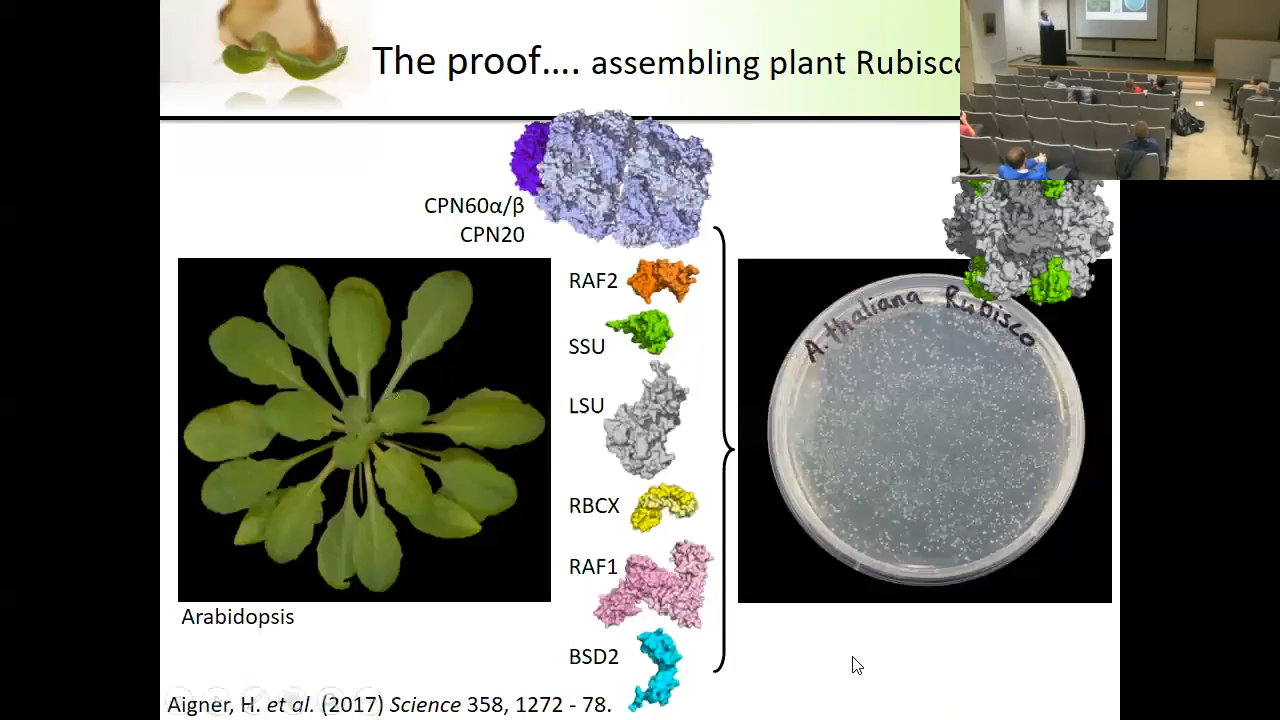 The proof.... assembling plant Rubisco
CPN60α/β
CPN20
RAF2
SSU
LSU
RBCX
RAF1
BSD2
A.thaliana Rubisco
Arabidopsis
Aigner, H. et al. (2017) Science 358, 1272 - 78.